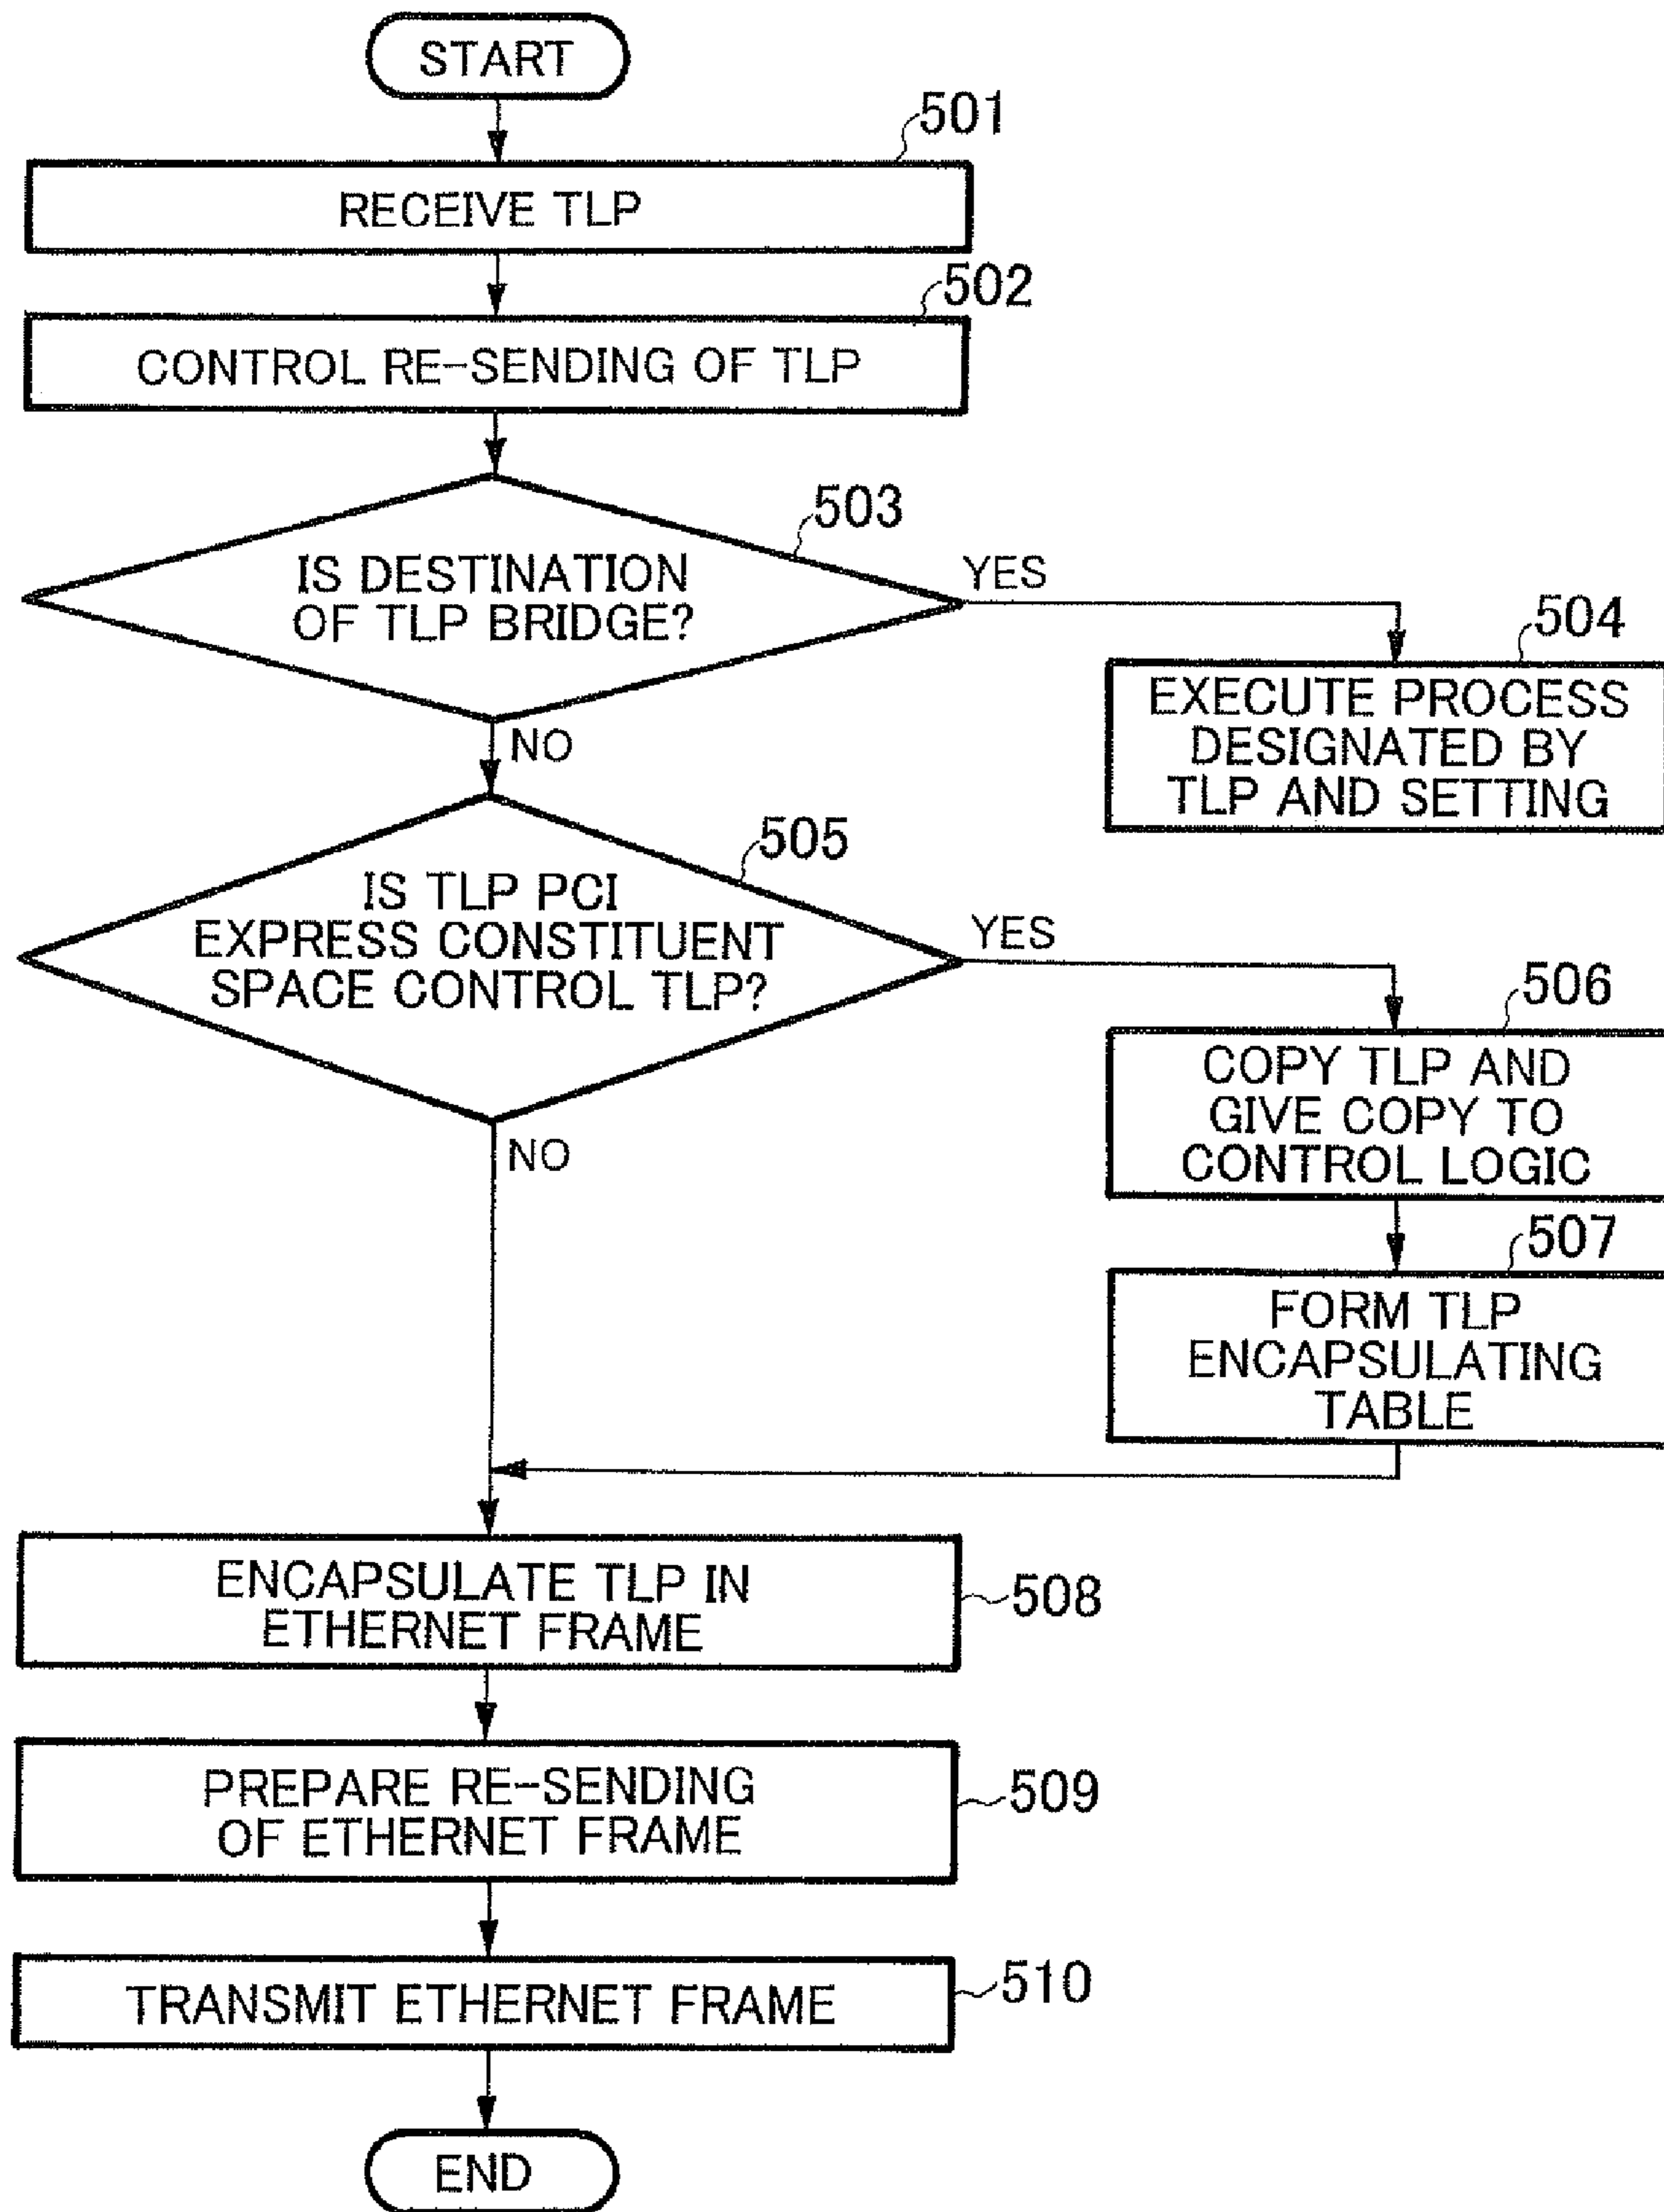 START
501
RECEIVE TLP
502
CONTROL RE-SENDING OF TLP
503
IS DESTINATION
OF TLP BRIDGE?
YES
NO
504
EXECUTE PROCESS
DESIGNATED BY
TLP AND SETTING
505
IS TLP PCI
EXPRESS CONSTITUENT
SPACE CONTROL TLP?
YES
NO
506
COPY TLP AND
GIVE COPY TO
CONTROL LOGIC
507
FORM TLP
ENCAPSULATING
TABLE
ENCAPSULATE TLP IN
ETHERNET FRAME
508
PREPARE RE-SENDING
OF ETHERNET FRAME
509
TRANSMIT ETHERNET FRAME
510
END